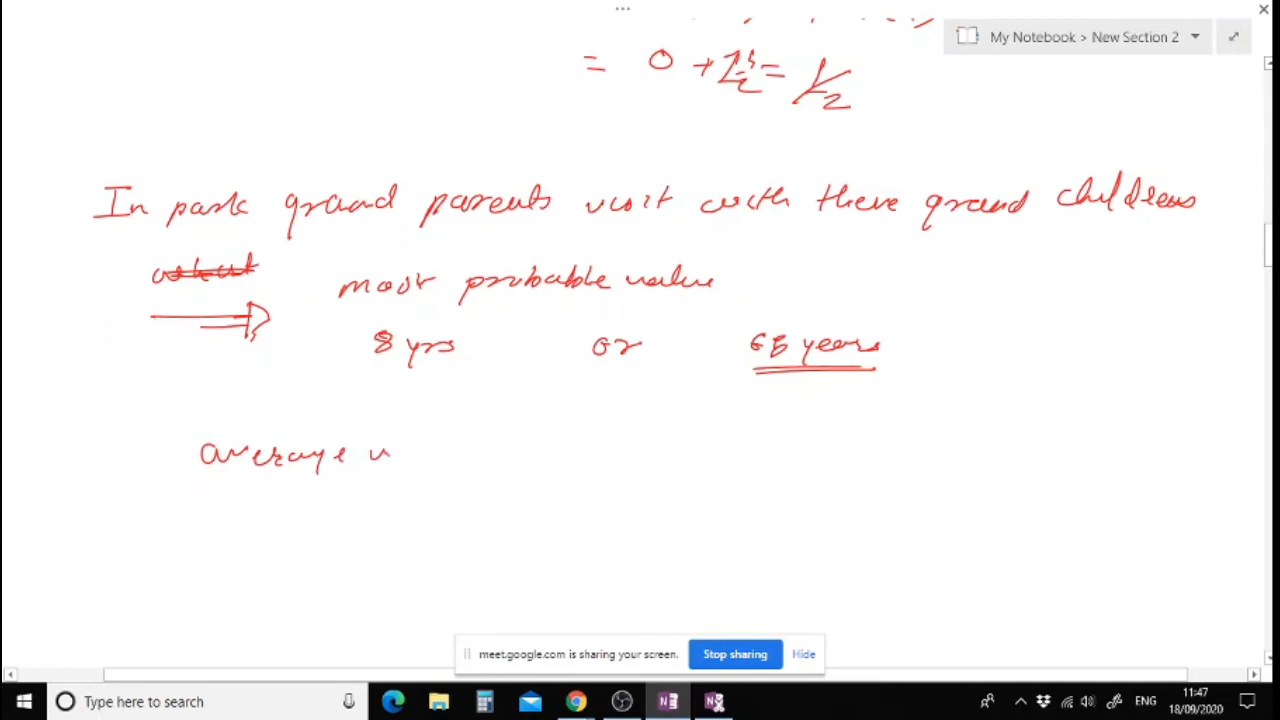 ...
My Notebook > New Section 2
= 0 + 1/2 = 1/2
In park grand parents visit with there grand childrens
most probable value
8 yrs or 65 years
average v
meet.google.com is sharing your screen. Stop sharing Hide
Type here to search
ENG
11:47
18/09/2020